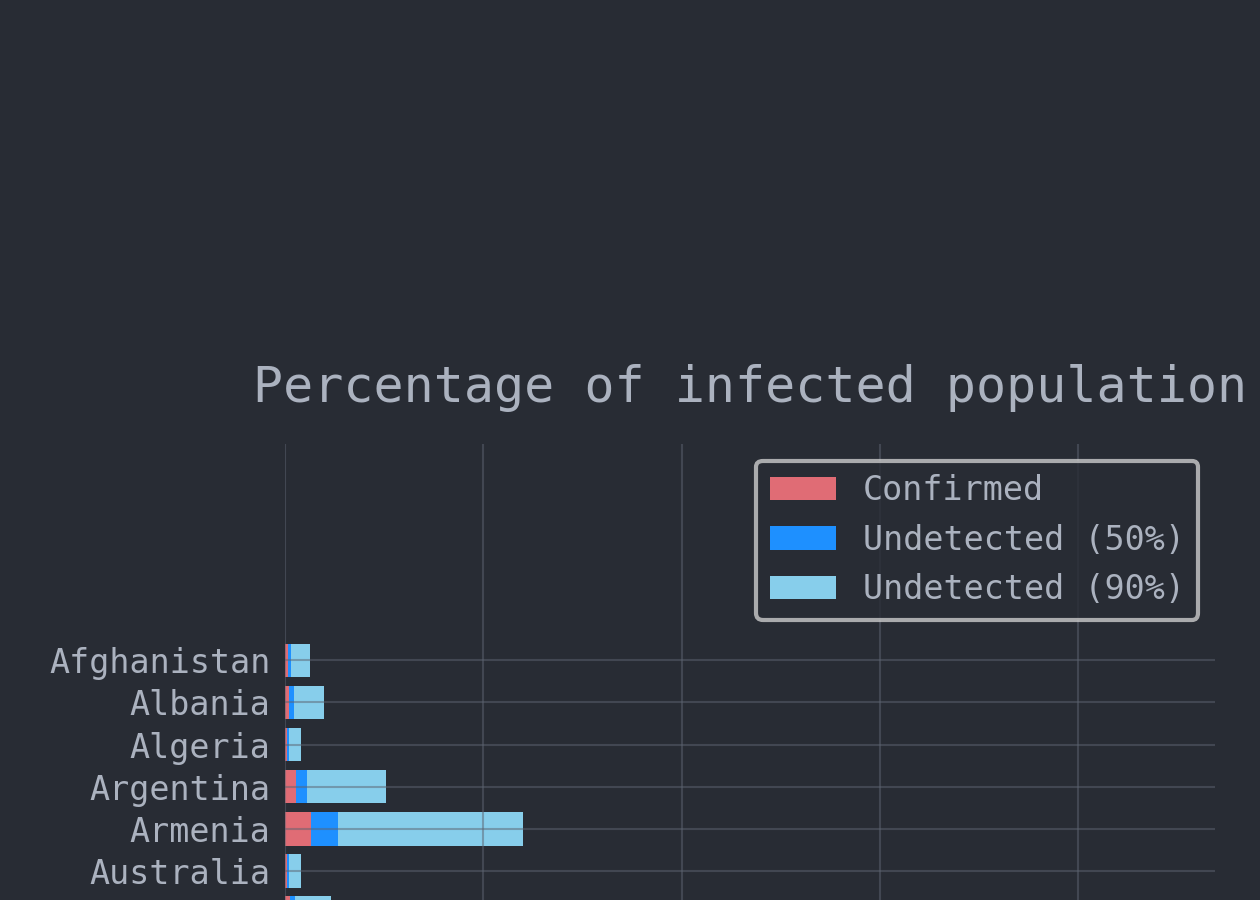 Percentage of infected population
Confirmed
Undetected (50%)
Undetected (90%)
Afghanistan
Albania
Algeria
Argentina
Armenia
Australia